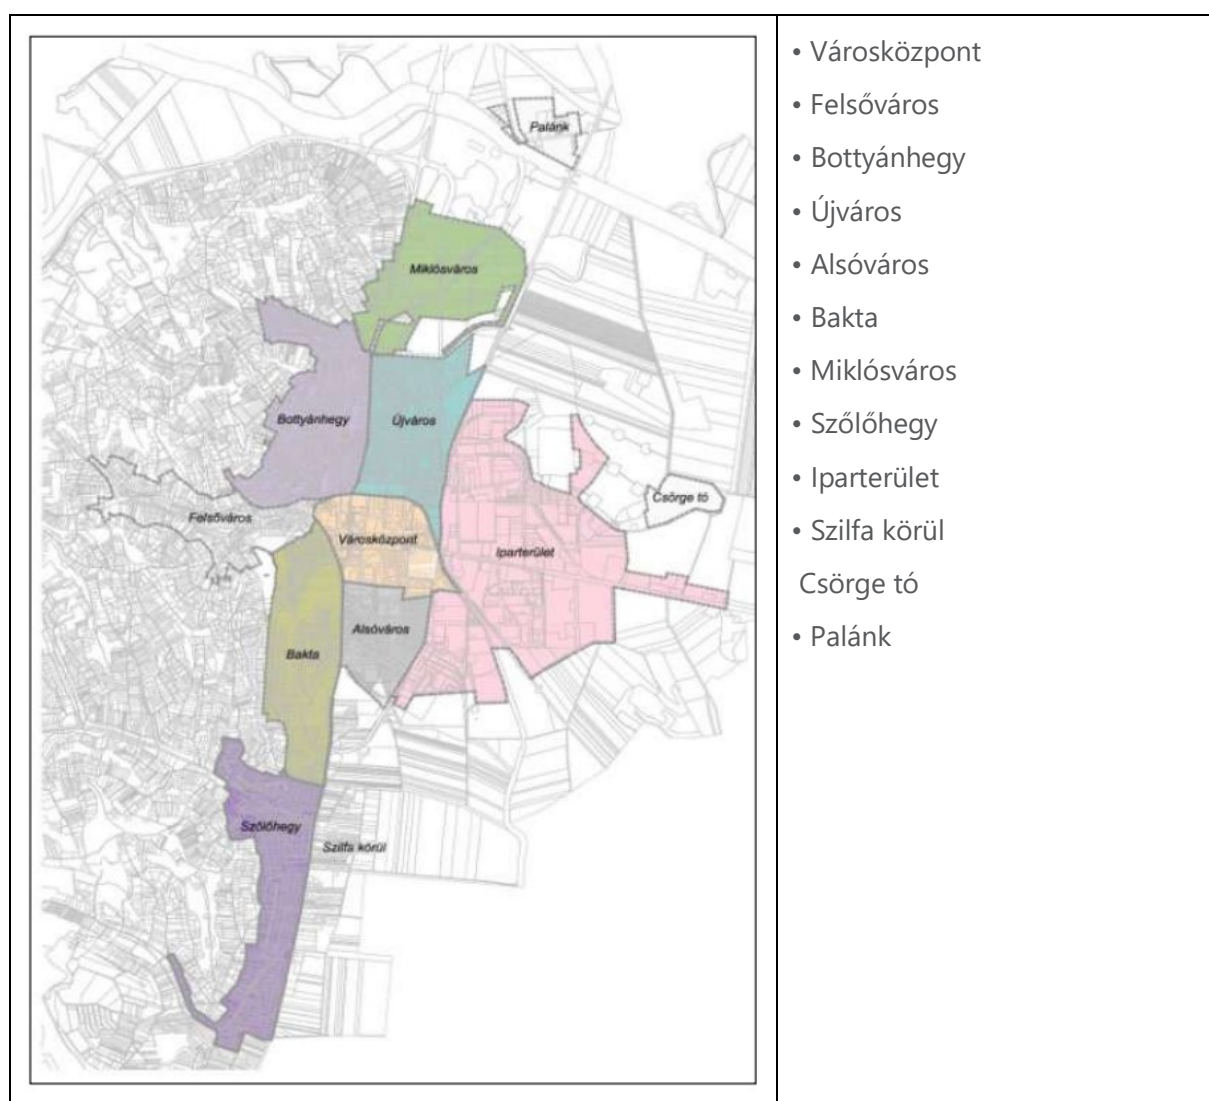 Palánk
Miklósváros
Bottyánhegy
Újváros
Csörge tó
Felsőváros
Városközpont
Iparterület
Alsóváros
Bakta
Szőlőhegy
Szilfa körül
• Városközpont
• Felsőváros
• Bottyánhegy
• Újváros
• Alsóváros
• Bakta
• Miklósváros
• Szőlőhegy
• Iparterület
• Szilfa körül
Csörge tó
• Palánk